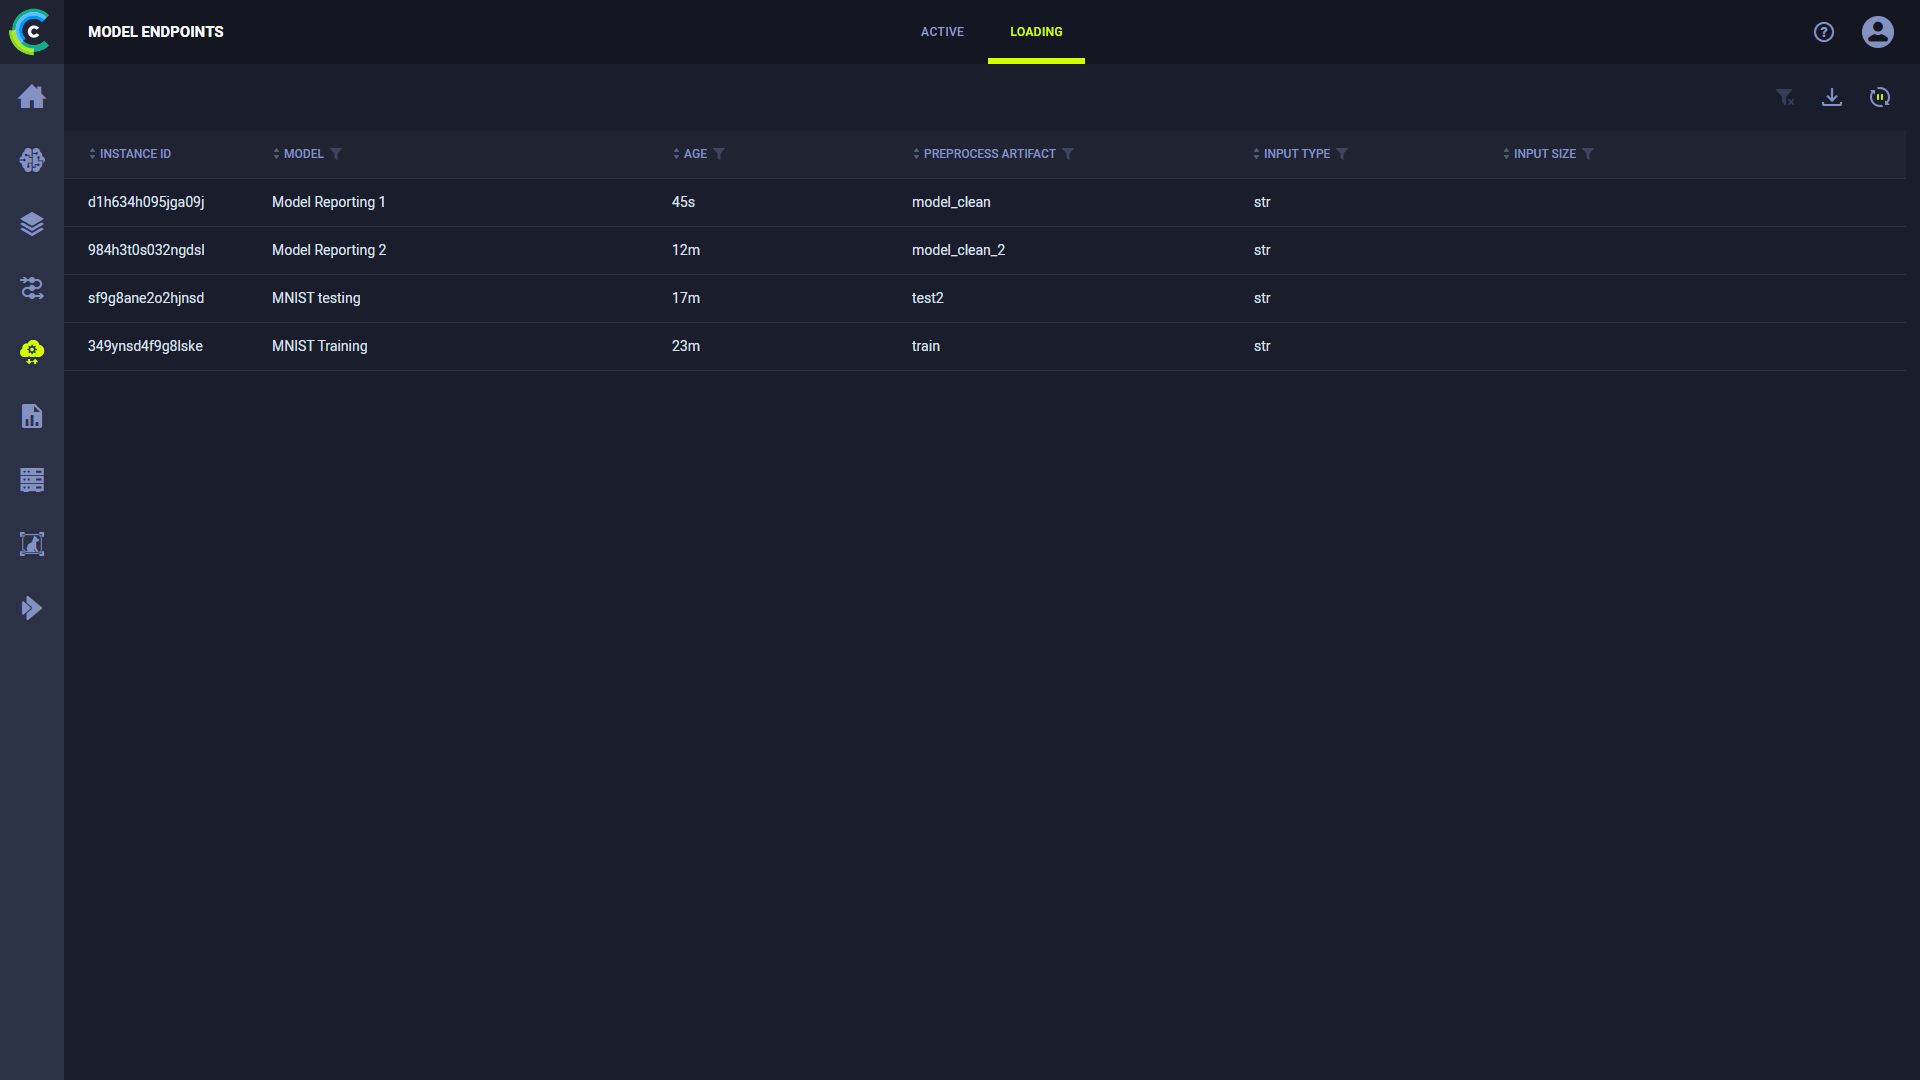 MODEL ENDPOINTS
ACTIVE LOADING
INSTANCE ID MODEL AGE PREPROCESS ARTIFACT INPUT TYPE INPUT SIZE
d1h634h095jga09j Model Reporting 1 45s model_clean str
984h3t0s032ngdsl Model Reporting 2 12m model_clean_2 str
sf9g8ane2o2hjnsd MNIST testing 17m test2 str
349ynsd4f9g8lske MNIST Training 23m train str